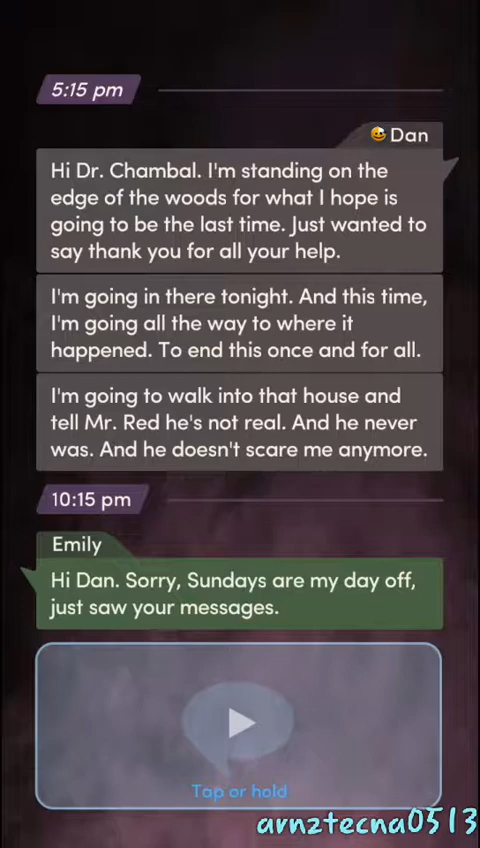 5:15 pm
Dan
Hi Dr. Chambal. I'm standing on the
edge of the woods for what I hope is
going to be the last time. Just wanted to
say thank you for all your help.
I'm going in there tonight. And this time,
I'm going all the way to where it
happened. To end this once and for all.
I'm going to walk into that house and
tell Mr. Red he's not real. And he never
was. And he doesn't scare me anymore.
10:15 pm
Emily
Hi Dan. Sorry, Sundays are my day off,
just saw your messages.
Tap or hold
arnztecna0513